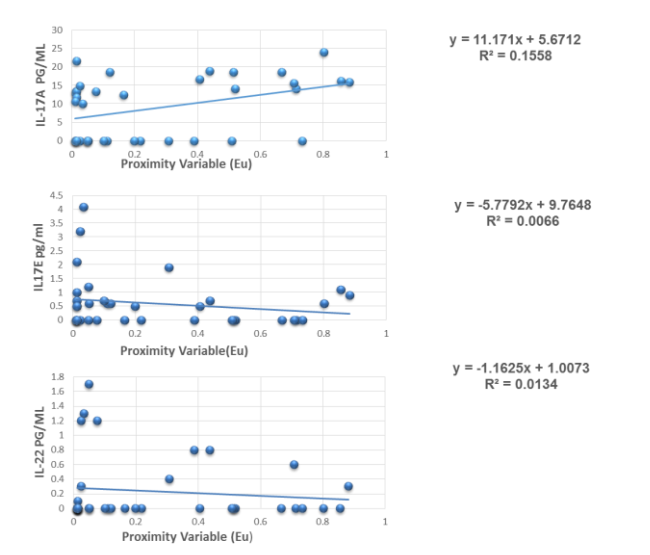 30
25
20
15
10
5
0
IL-17A PG/ML
0 0.2 0.4 0.6 0.8 1
Proximity Variable (Eu)
y = 11.171x + 5.6712
R² = 0.1558
4.5
4
3.5
3
2.5
2
1.5
1
0.5
0
IL17E pg/ml
0 0.2 0.4 0.6 0.8 1
Proximity Variable(Eu)
y = -5.7792x + 9.7648
R² = 0.0066
1.8
1.6
1.4
1.2
1
0.8
0.6
0.4
0.2
0
IL-22 PG/ML
0 0.2 0.4 0.6 0.8 1
Proximity Variable (Eu)
y = -1.1625x + 1.0073
R² = 0.0134